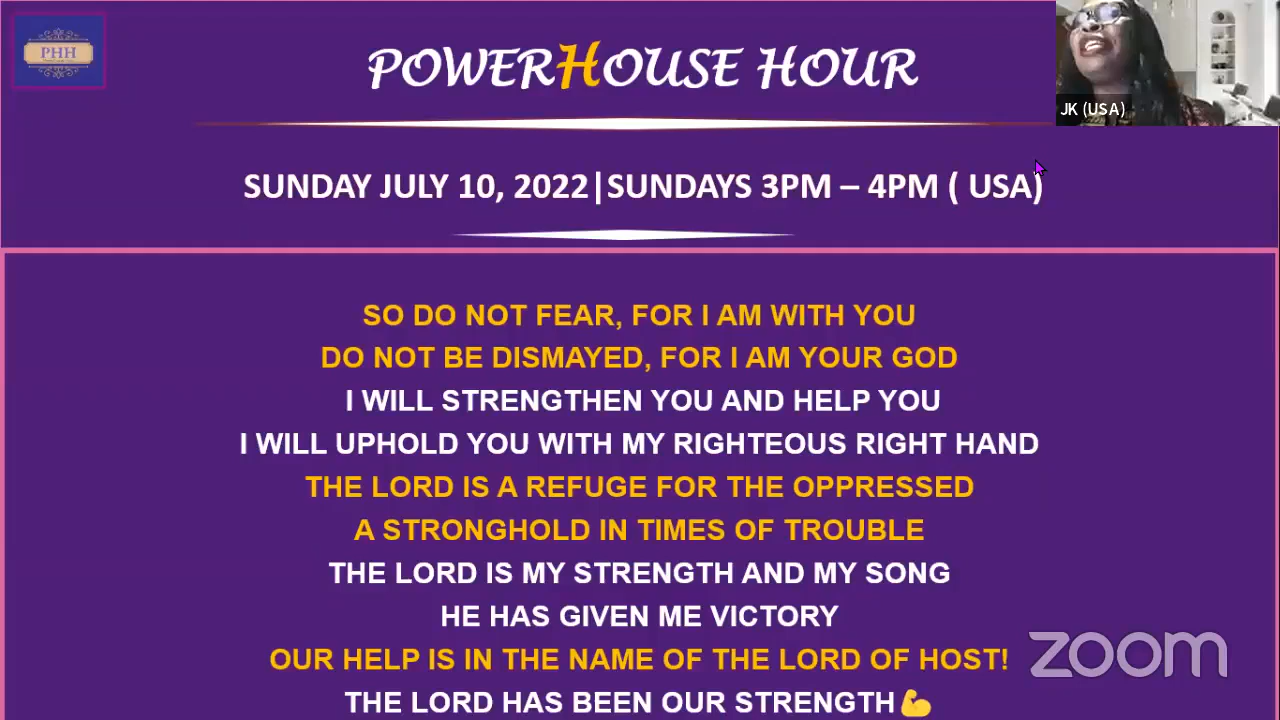 PHH
POWERHOUSE HOUR
JK (USA)
SUNDAY JULY 10, 2022|SUNDAYS 3PM – 4PM ( USA)
SO DO NOT FEAR, FOR I AM WITH YOU
DO NOT BE DISMAYED, FOR I AM YOUR GOD
I WILL STRENGTHEN YOU AND HELP YOU
I WILL UPHOLD YOU WITH MY RIGHTEOUS RIGHT HAND
THE LORD IS A REFUGE FOR THE OPPRESSED
A STRONGHOLD IN TIMES OF TROUBLE
THE LORD IS MY STRENGTH AND MY SONG
HE HAS GIVEN ME VICTORY
OUR HELP IS IN THE NAME OF THE LORD OF HOST!
zoom
THE LORD HAS BEEN OUR STRENGTH💪